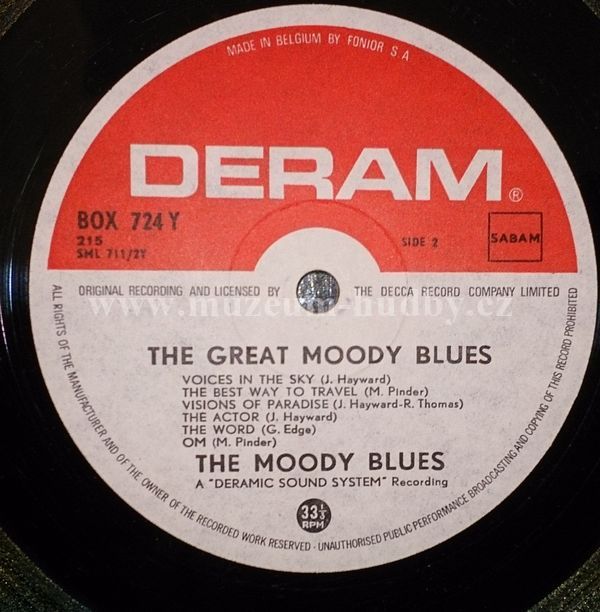 MADE IN BELGIUM BY FONIOR S A
DERAM®
BOX 724 Y
215
SML 711/2Y
SIDE 2
SABAM
ORIGINAL RECORDING AND LICENSED BY THE DECCA RECORD COMPANY LIMITED
www.muzeum-hudby.cz
THE GREAT MOODY BLUES
VOICES IN THE SKY (J. Hayward)
THE BEST WAY TO TRAVEL (M. Pinder)
VISIONS OF PARADISE (J. Hayward-R. Thomas)
THE ACTOR (J. Hayward)
THE WORD (G. Edge)
OM (M. Pinder)
THE MOODY BLUES
A "DERAMIC SOUND SYSTEM" Recording
33⅓
RPM
ALL RIGHTS OF THE MANUFACTURER AND OF THE OWNER OF THE RECORDED WORK RESERVED - UNAUTHORISED PUBLIC PERFORMANCE BROADCASTING AND COPYING OF THIS RECORD PROHIBITED